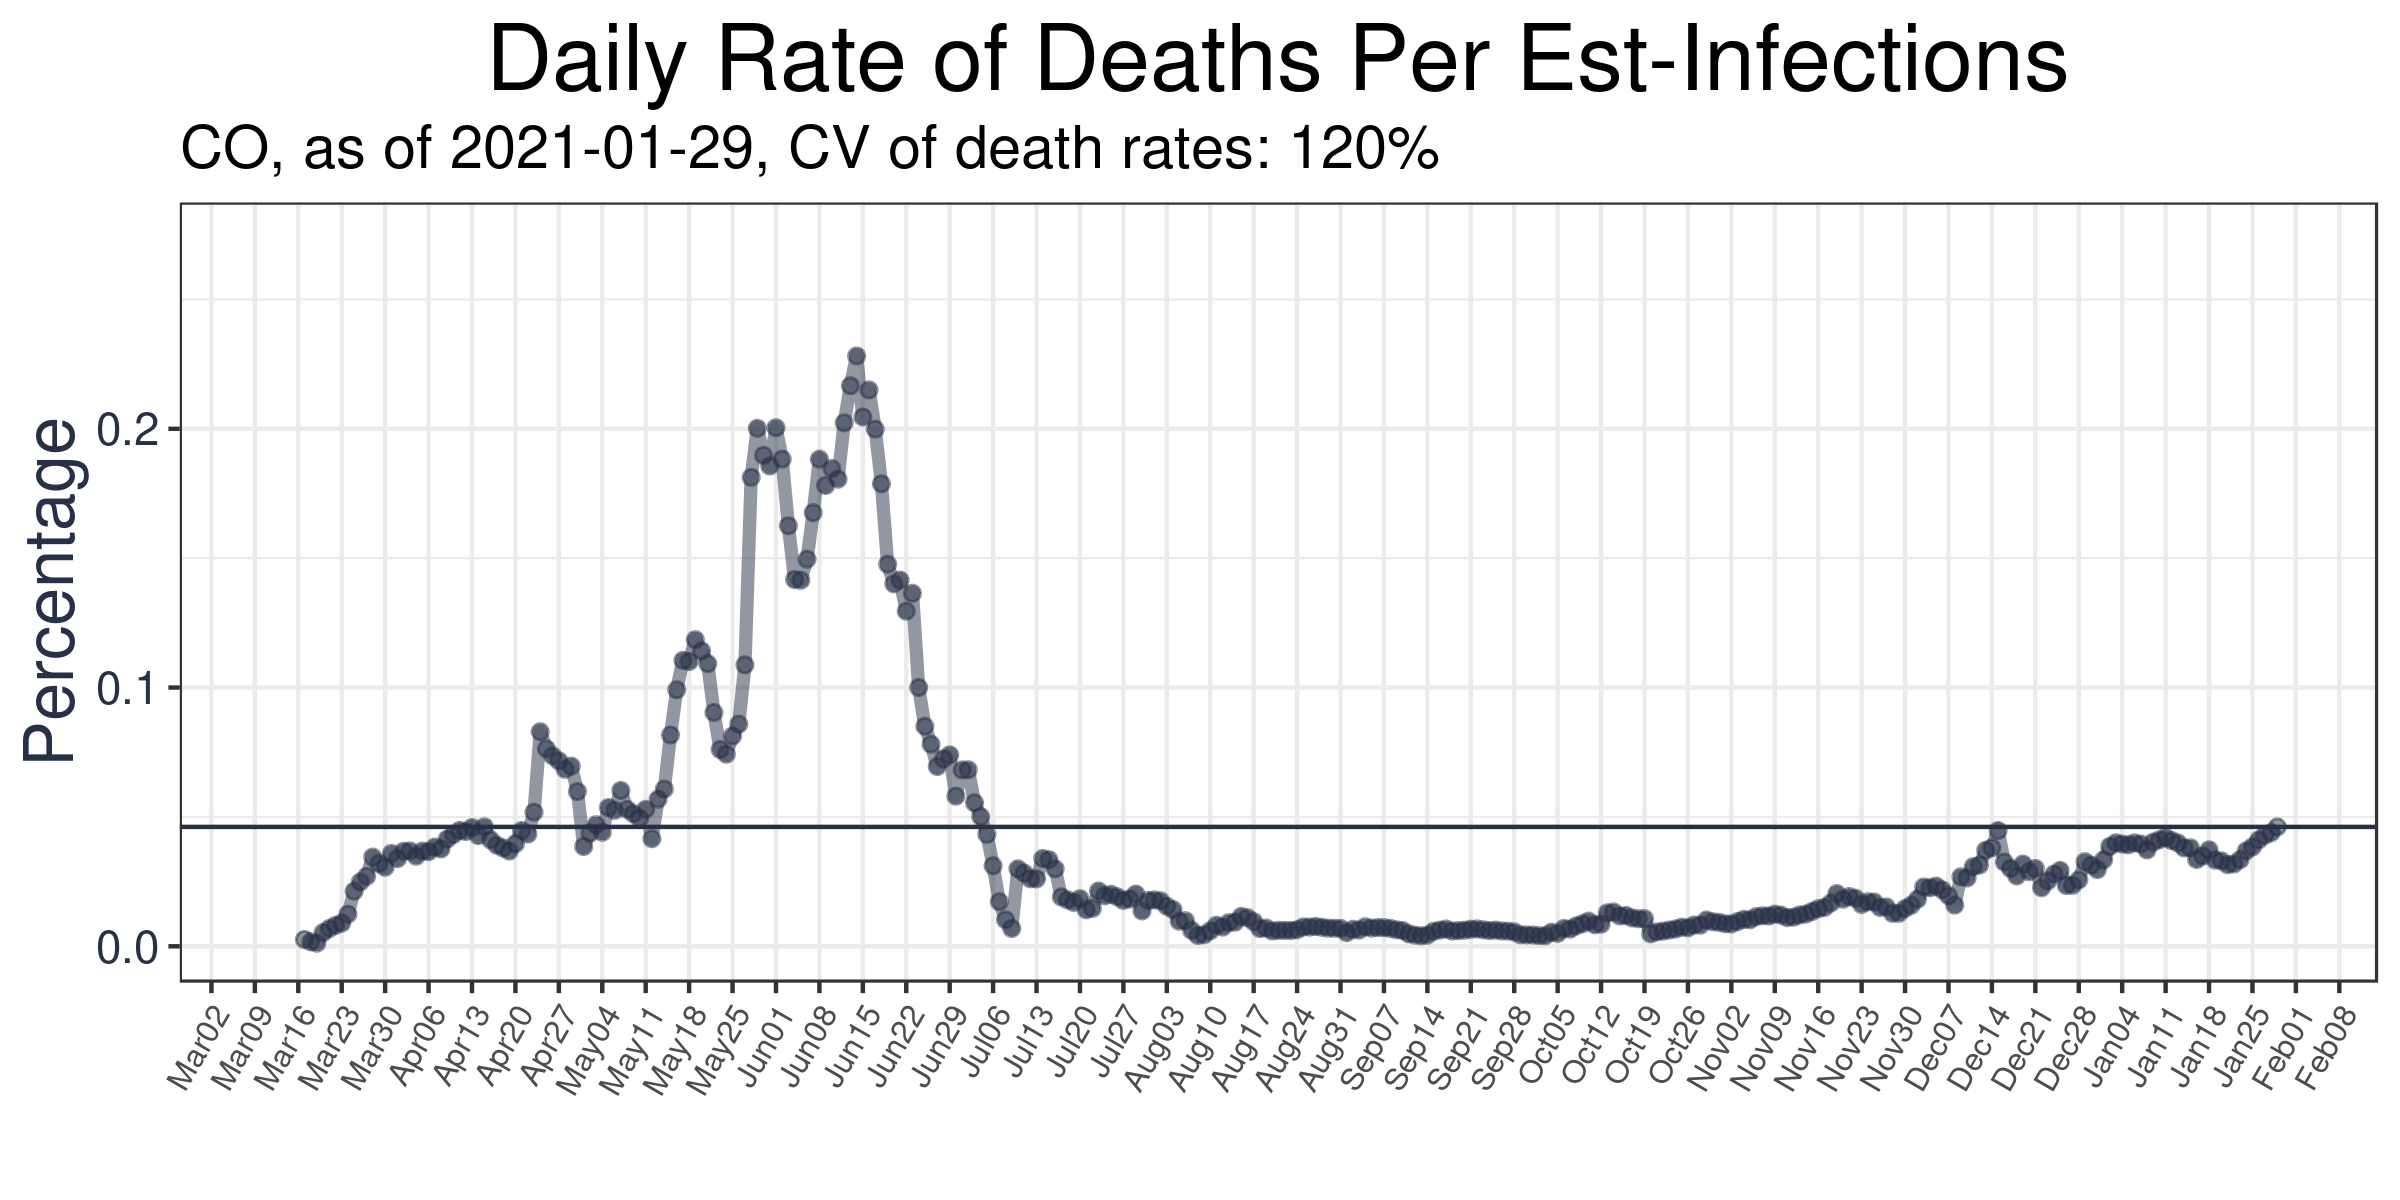 Daily Rate of Deaths Per Est-Infections
CO, as of 2021-01-29, CV of death rates: 120%
Percentage
0.2
0.1
0.0
Mar02 Mar09 Mar16 Mar23 Mar30 Apr06 Apr13 Apr20 Apr27 May04 May11 May18 May25 Jun01 Jun08 Jun15 Jun22 Jun29 Jul06 Jul13 Jul20 Jul27 Aug03 Aug10 Aug17 Aug24 Aug31 Sep07 Sep14 Sep21 Sep28 Oct05 Oct12 Oct19 Oct26 Nov02 Nov09 Nov16 Nov23 Nov30 Dec07 Dec14 Dec21 Dec28 Jan04 Jan11 Jan18 Jan25 Feb01 Feb08